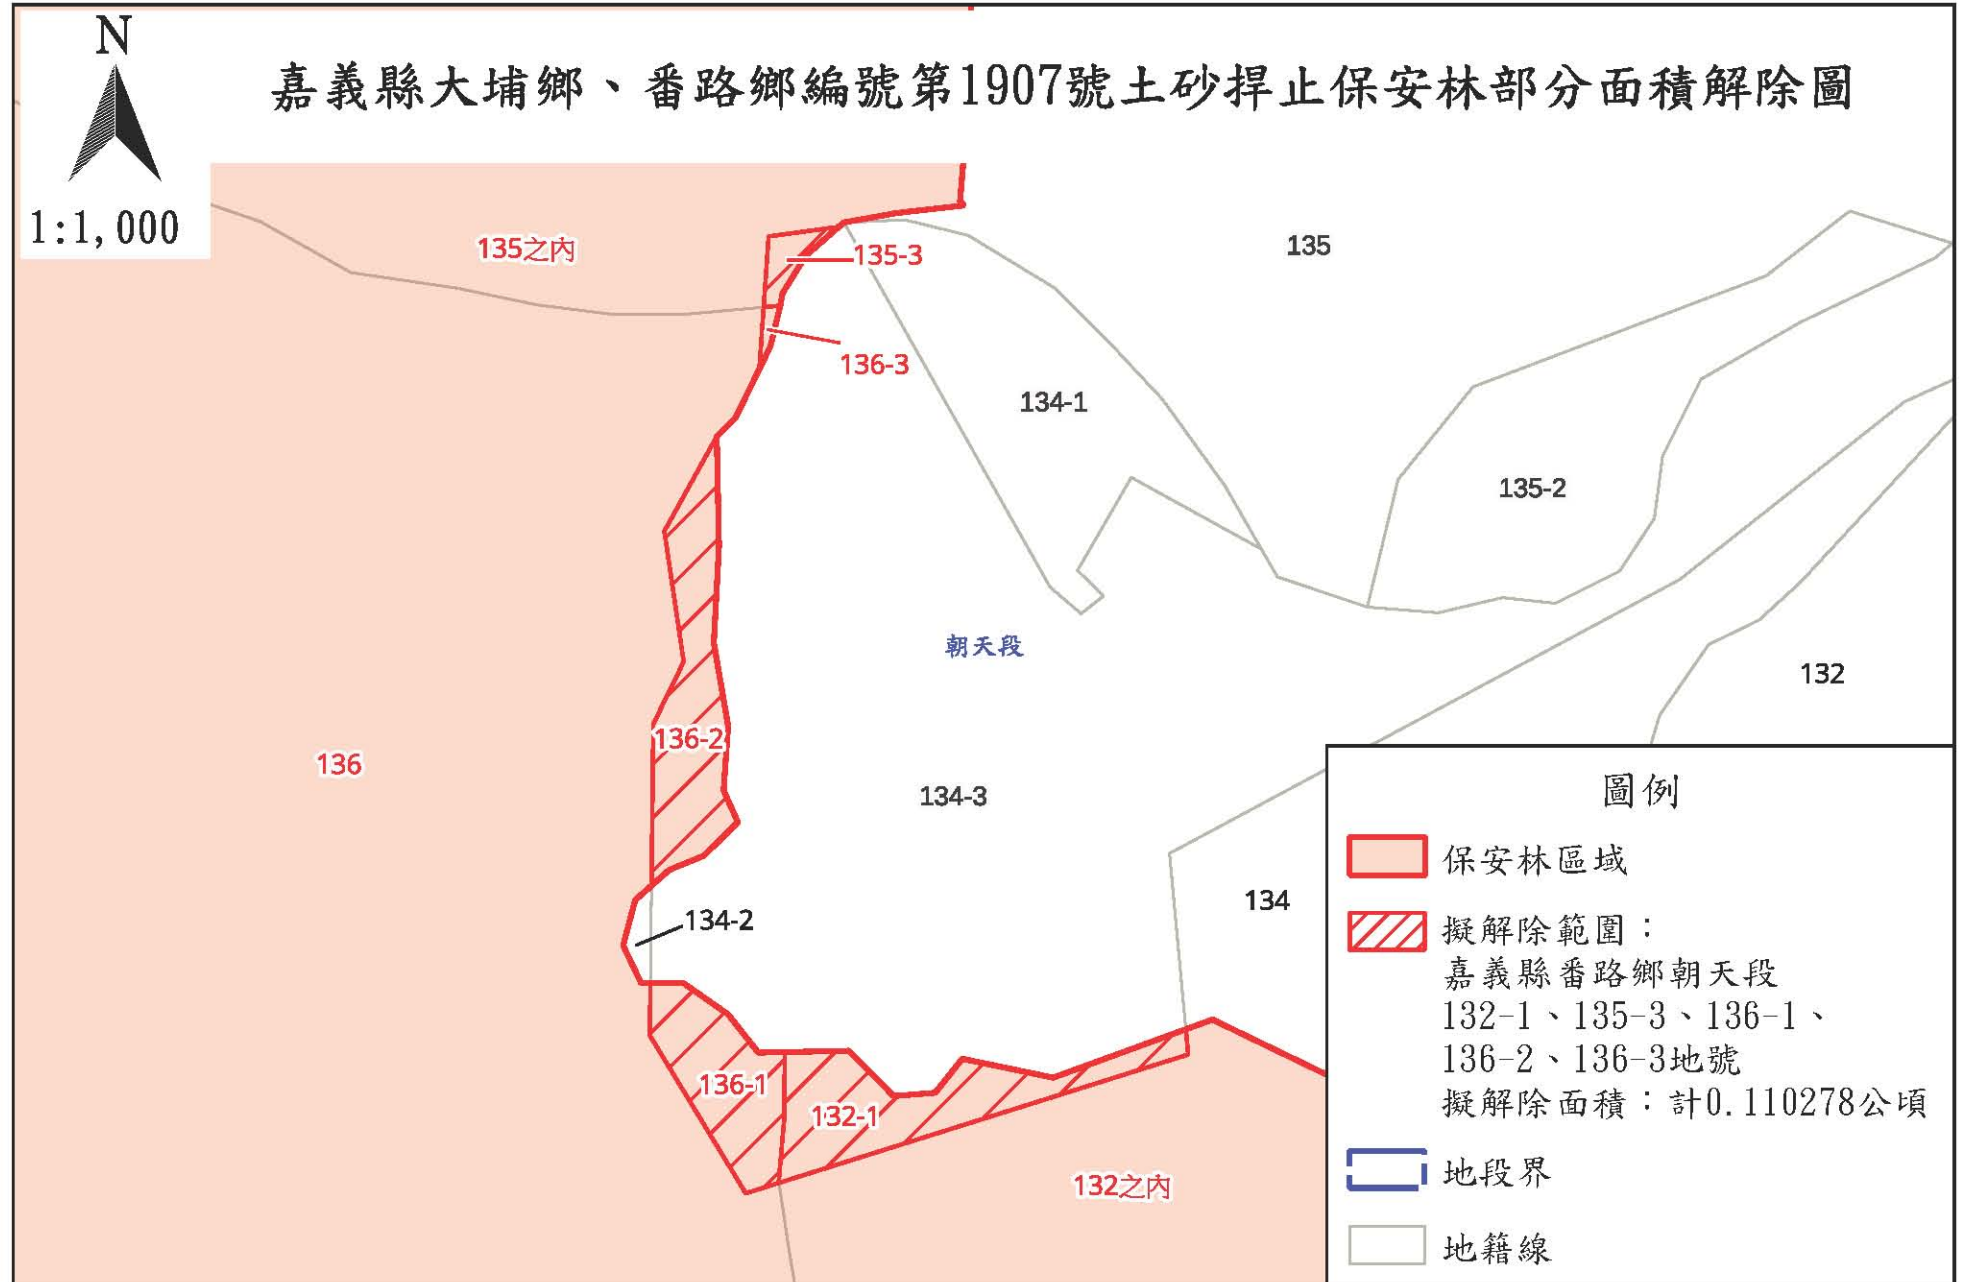 N
嘉義縣大埔鄉、番路鄉編號第1907號土砂捍止保安林部分面積解除圖
1:1,000
135之內
135-3
135
136-3
134-1
135-2
朝天段
132
136-2
136
134-3
134
134-2
136-1
132-1
132之內
圖例
保安林區域
擬解除範圍：
嘉義縣番路鄉朝天段
132-1、135-3、136-1、
136-2、136-3地號
擬解除面積：計0.110278公頃
地段界
地籍線